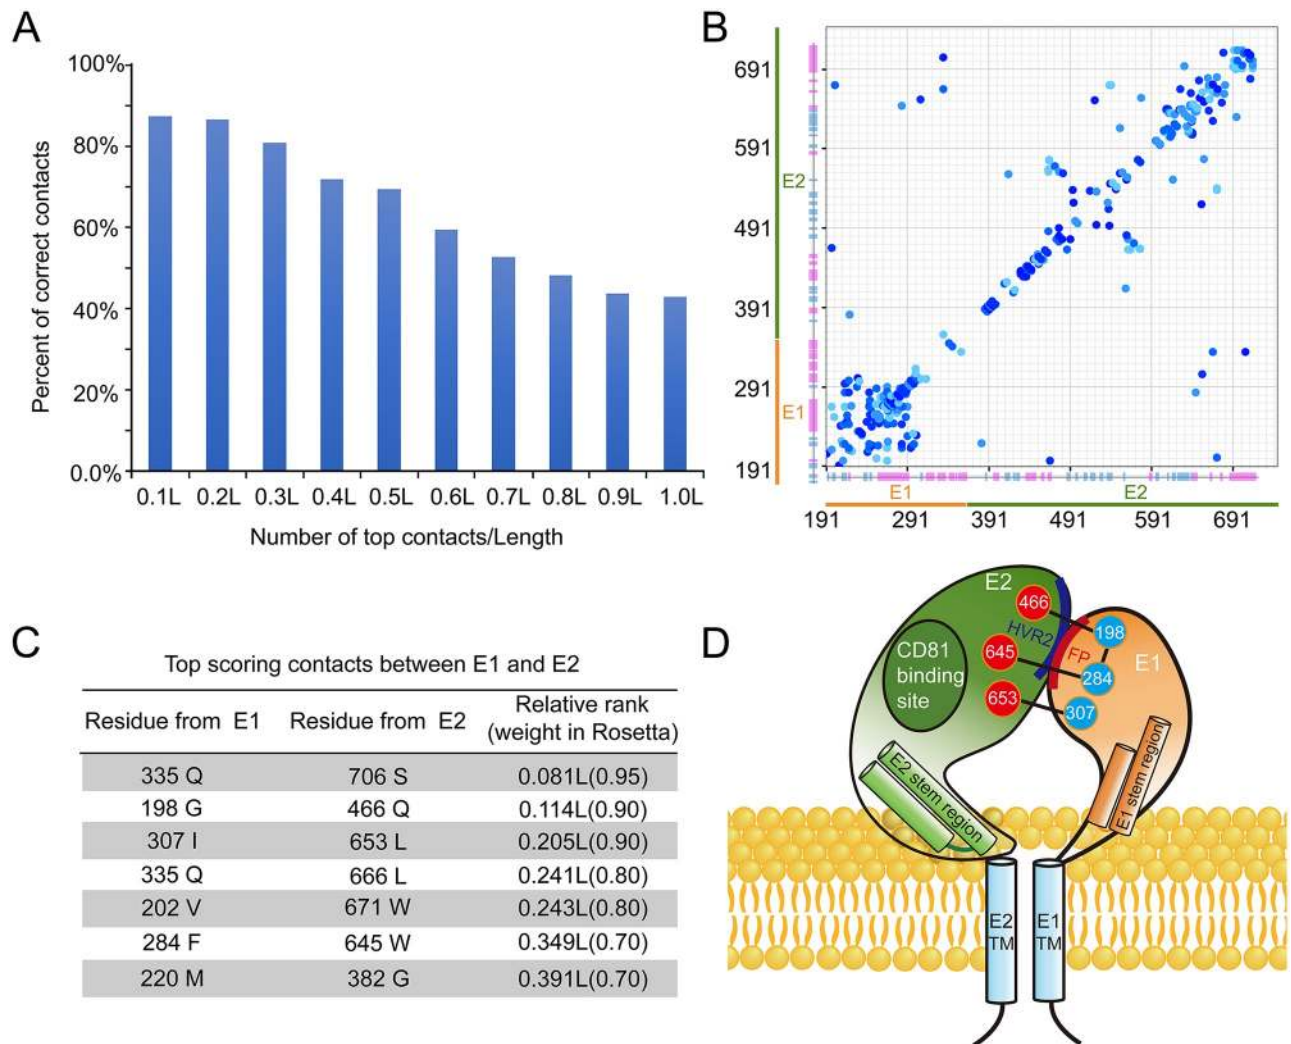 A
100%
80%
60%
40%
20%
0.0%
Percent of correct contacts
0.1L 0.2L 0.3L 0.4L 0.5L 0.6L 0.7L 0.8L 0.9L 1.0L
Number of top contacts/Length
B
691
591
491
391
291
191
E2
E1
E1 E2
191 291 391 491 591 691
C
Top scoring contacts between E1 and E2
Residue from E1 Residue from E2 Relative rank
(weight in Rosetta)
335 Q 706 S 0.081L(0.95)
198 G 466 Q 0.114L(0.90)
307 I 653 L 0.205L(0.90)
335 Q 666 L 0.241L(0.80)
202 V 671 W 0.243L(0.80)
284 F 645 W 0.349L(0.70)
220 M 382 G 0.391L(0.70)
D
E2
466
HVR2
198
CD81
binding
site
645
FP
E1
284
653
307
E2 stem region
E1 stem region
E2
TM
E1
TM